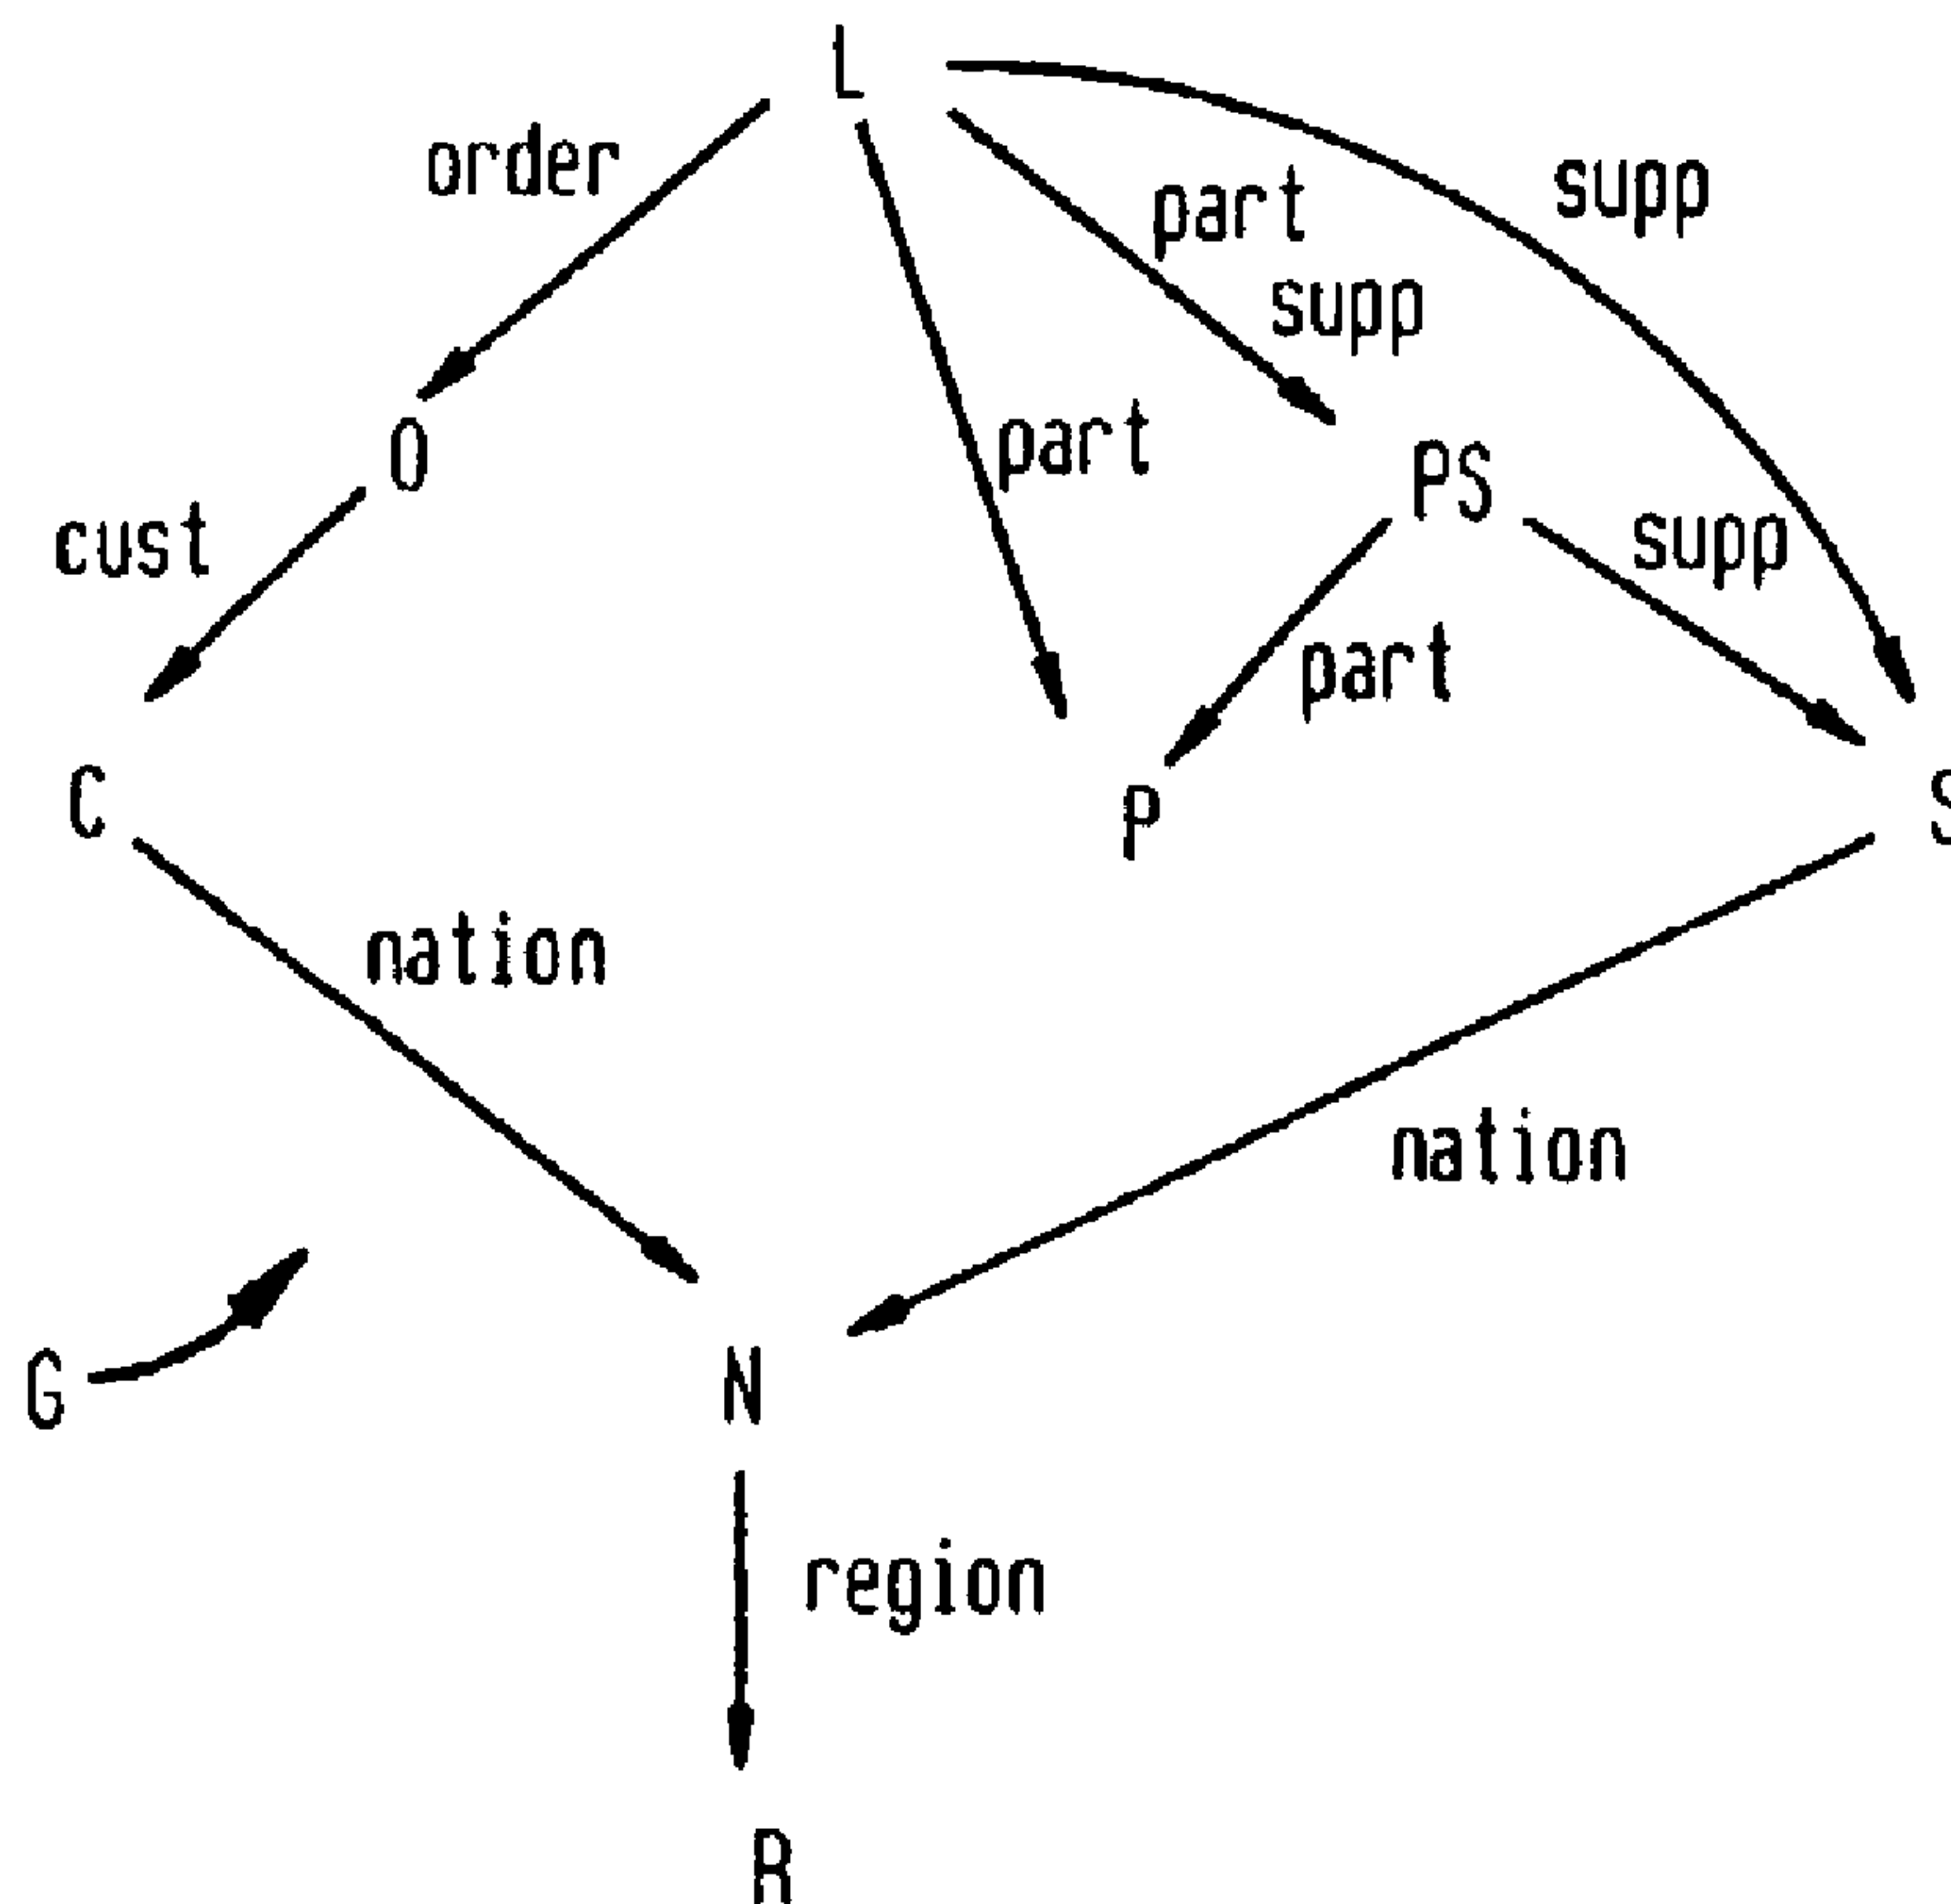 L
order
supp
part
supp
part
O
PS
cust
supp
part
C
P
S
nation
nation
G
N
region
R